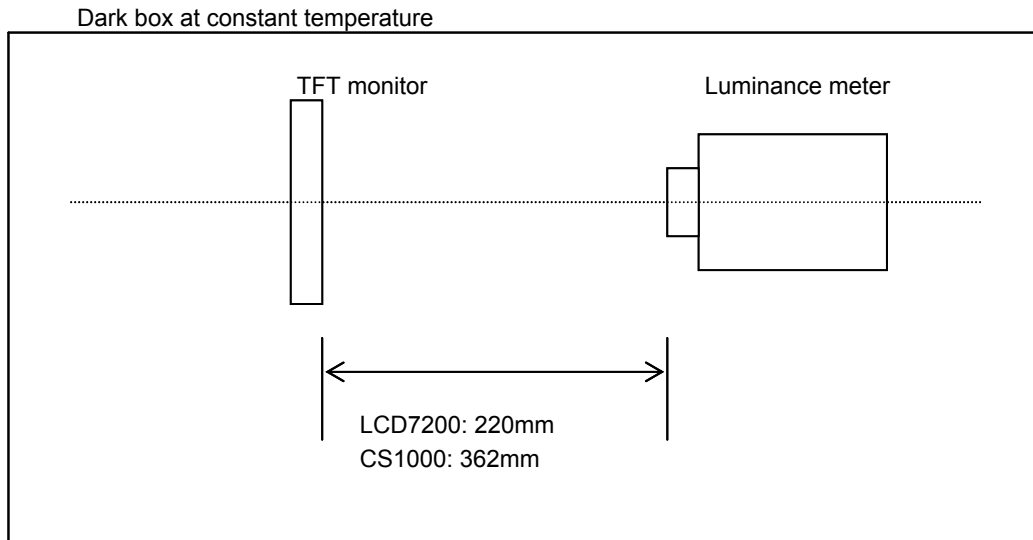 Dark box at constant temperature
TFT monitor
Luminance meter
LCD7200: 220mm
CS1000: 362mm